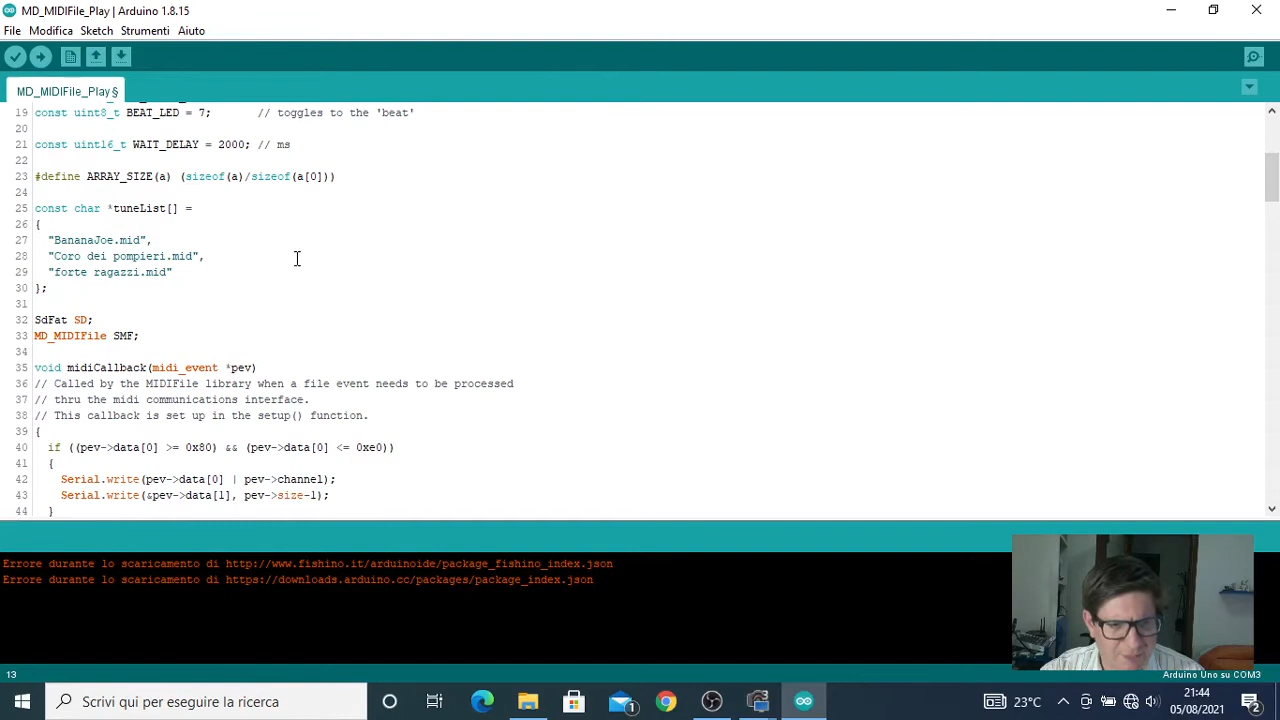 MD_MIDIFile_Play | Arduino 1.8.15
File Modifica Sketch Strumenti Aiuto
MD_MIDIFile_Play §
19 const uint8_t BEAT_LED = 7; // toggles to the 'beat'
20
21 const uint16_t WAIT_DELAY = 2000; // ms
22
23 #define ARRAY_SIZE(a) (sizeof(a)/sizeof(a[0]))
24
25 const char *tuneList[] =
26 {
27 "BananaJoe.mid",
28 "Coro dei pompieri.mid",
29 "forte ragazzi.mid"
30 };
31
32 SdFat SD;
33 MD_MIDIFile SMF;
34
35 void midiCallback(midi_event *pev)
36 // Called by the MIDIFile library when a file event needs to be processed
37 // thru the midi communications interface.
38 // This callback is set up in the setup() function.
39 {
40 if ((pev->data[0] >= 0x80) && (pev->data[0] <= 0xe0))
41 {
42 Serial.write(pev->data[0] | pev->channel);
43 Serial.write(&pev->data[1], pev->size-1);
44 }
Errore durante lo scaricamento di http://www.fishino.it/arduinoide/package_fishino_index.json
Errore durante lo scaricamento di https://downloads.arduino.cc/packages/package_index.json
13
Arduino Uno su COM3
Scrivi qui per eseguire la ricerca
1
23°C
21:44
05/08/2021
2